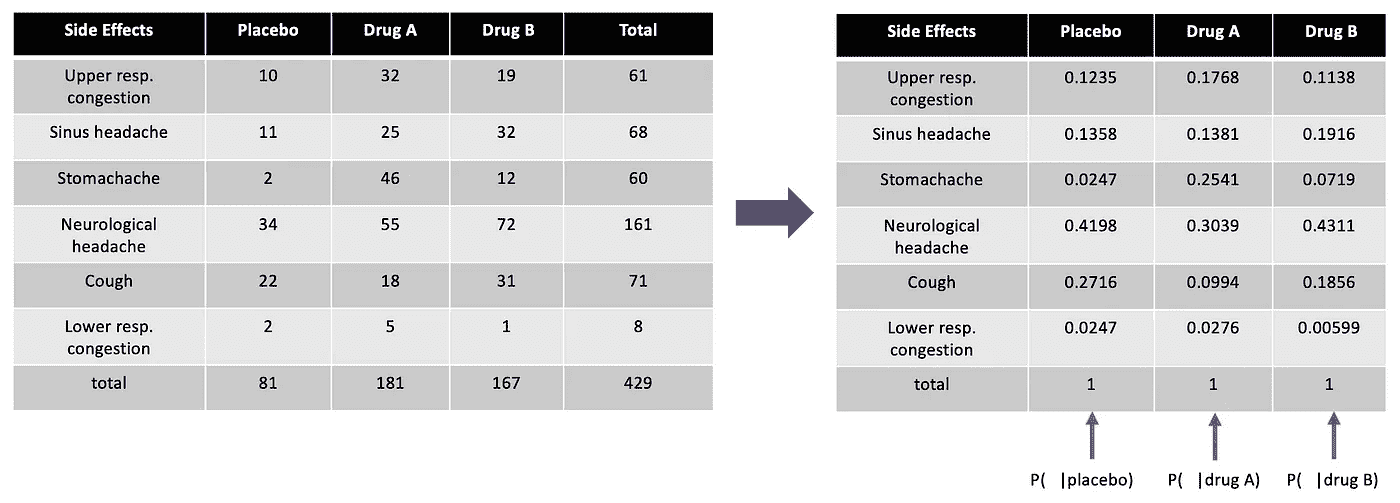 Side Effects Placebo Drug A Drug B Total
Upper resp. congestion 10 32 19 61
Sinus headache 11 25 32 68
Stomachache 2 46 12 60
Neurological headache 34 55 72 161
Cough 22 18 31 71
Lower resp. congestion 2 5 1 8
total 81 181 167 429
Side Effects Placebo Drug A Drug B
Upper resp. congestion 0.1235 0.1768 0.1138
Sinus headache 0.1358 0.1381 0.1916
Stomachache 0.0247 0.2541 0.0719
Neurological headache 0.4198 0.3039 0.4311
Cough 0.2716 0.0994 0.1856
Lower resp. congestion 0.0247 0.0276 0.00599
total 1 1 1
P( |placebo) P( |drug A) P( |drug B)